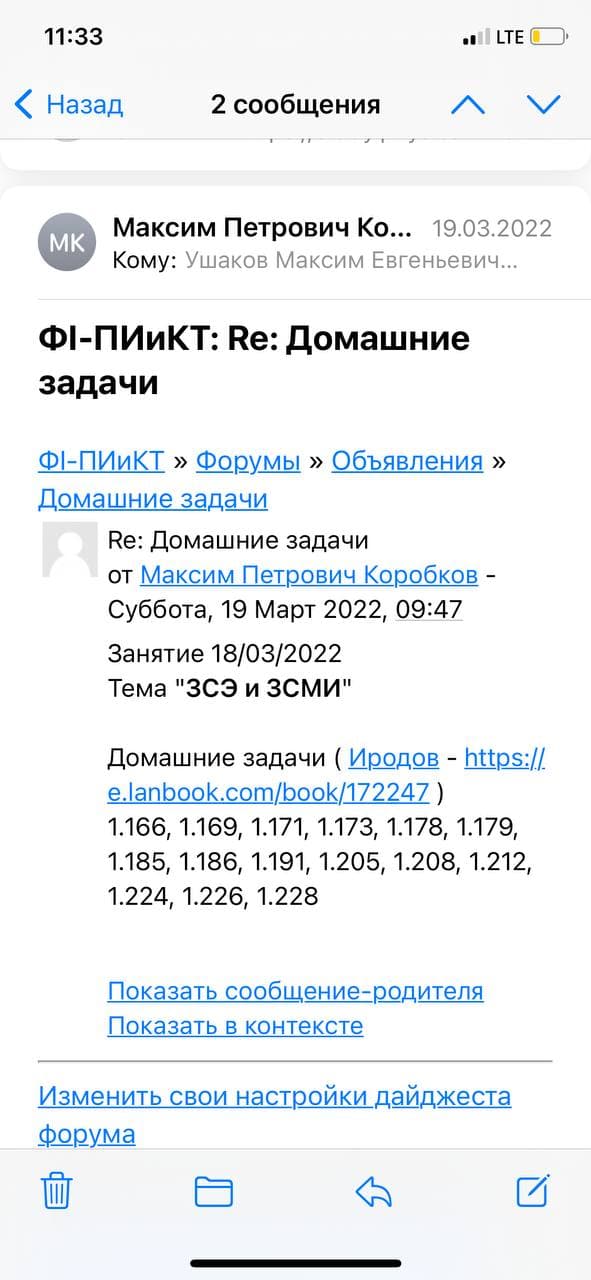 11:33
LTE
Назад
2 сообщения
МК
Максим Петрович Ко... 19.03.2022
Кому: Ушаков Максим Евгеньевич...
ФI-ПИиКТ: Re: Домашние
задачи
ФI-ПИиКТ » Форумы » Объявления »
Домашние задачи
Re: Домашние задачи
от Максим Петрович Коробков -
Суббота, 19 Март 2022, 09:47
Занятие 18/03/2022
Тема "ЗСЭ и ЗСМИ"
Домашние задачи ( Иродов - https://
e.lanbook.com/book/172247 )
1.166, 1.169, 1.171, 1.173, 1.178, 1.179,
1.185, 1.186, 1.191, 1.205, 1.208, 1.212,
1.224, 1.226, 1.228
Показать сообщение-родителя
Показать в контексте
Изменить свои настройки дайджеста
форума